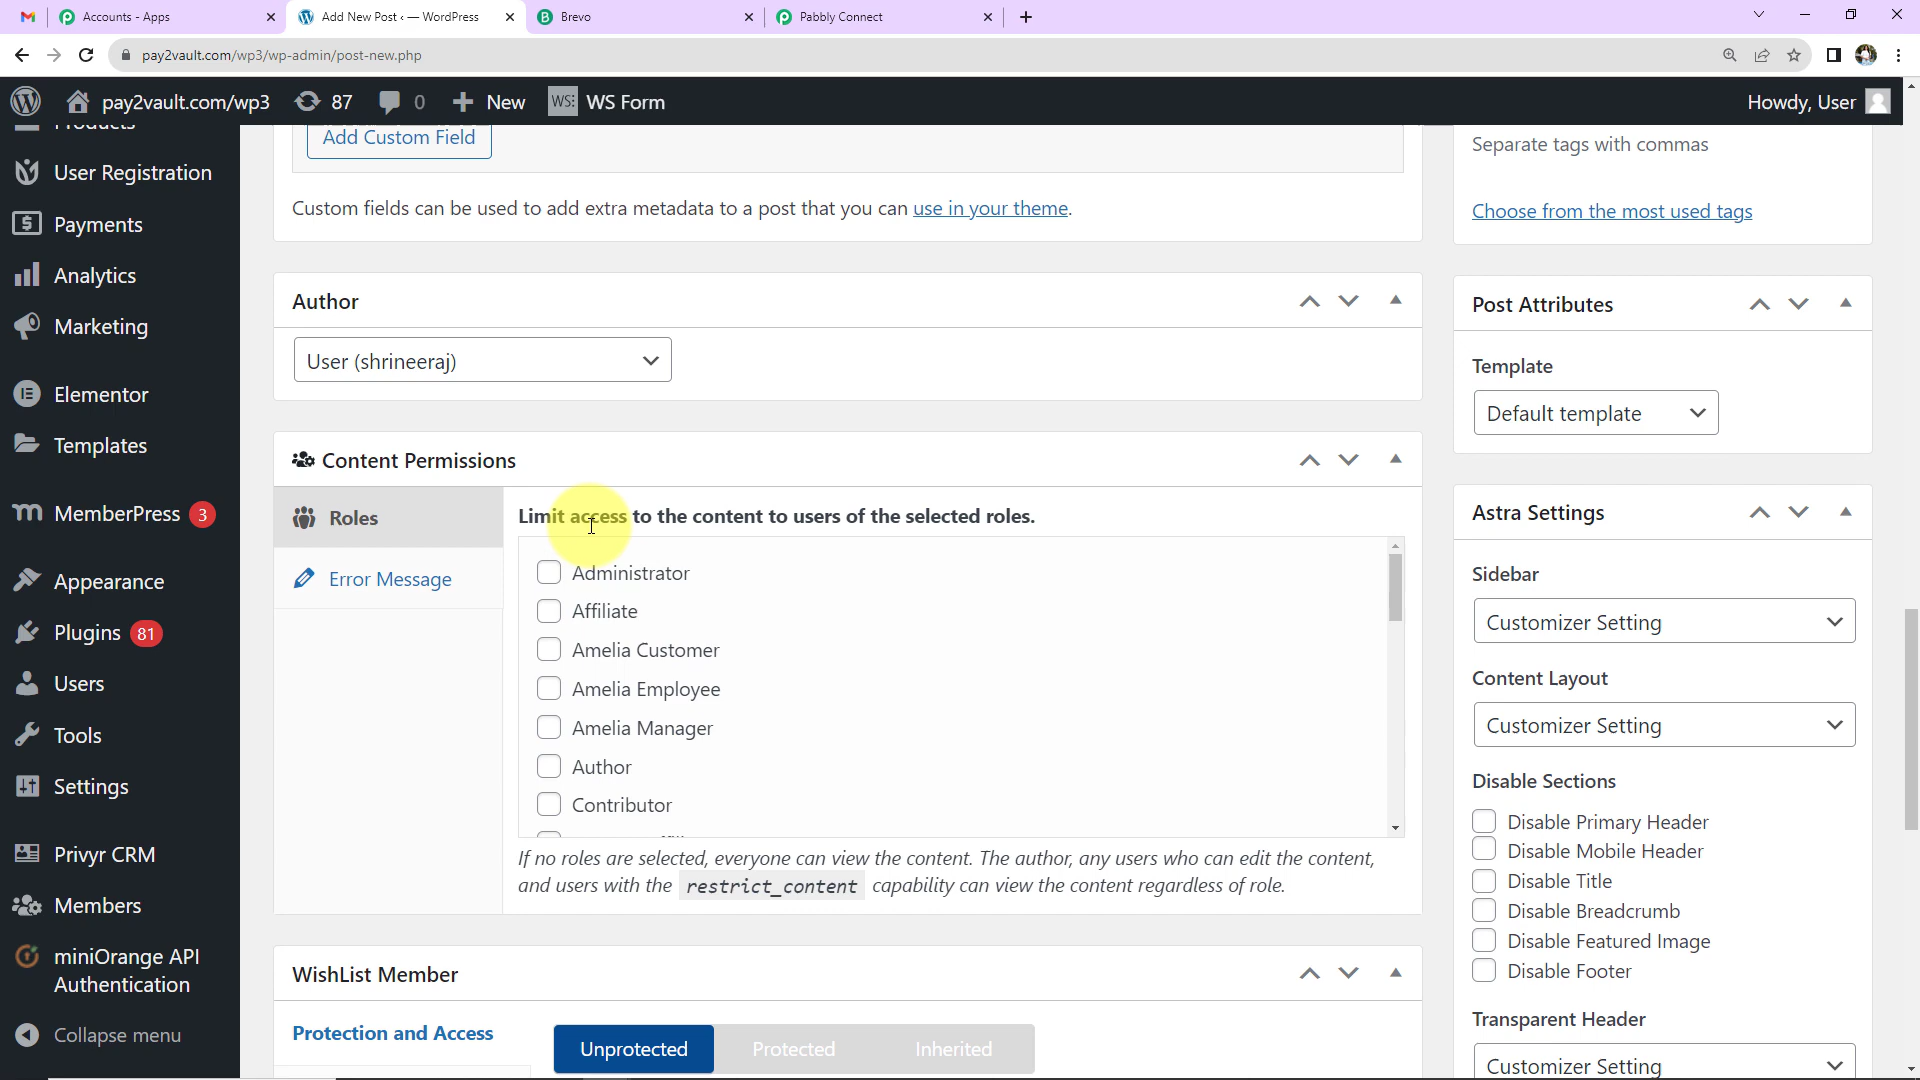 Accounts - Apps
Add New Post ‹ — WordPress
Brevo
Pabbly Connect
pay2vault.com/wp3/wp-admin/post-new.php
pay2vault.com/wp3
87
0
New
WS Form
Howdy, User
Products
User Registration
Payments
Analytics
Marketing
Elementor
Templates
MemberPress 3
Appearance
Plugins 81
Users
Tools
Settings
Privyr CRM
Members
miniOrange API
Authentication
Collapse menu
Add Custom Field
Custom fields can be used to add extra metadata to a post that you can use in your theme.
Author
User (shrineeraj)
Content Permissions
Roles
Error Message
Limit access to the content to users of the selected roles.
Administrator
Affiliate
Amelia Customer
Amelia Employee
Amelia Manager
Author
Contributor
If no roles are selected, everyone can view the content. The author, any users who can edit the content,
and users with the restrict_content capability can view the content regardless of role.
WishList Member
Protection and Access
Unprotected
Protected
Inherited
Separate tags with commas
Choose from the most used tags
Post Attributes
Template
Default template
Astra Settings
Sidebar
Customizer Setting
Content Layout
Customizer Setting
Disable Sections
Disable Primary Header
Disable Mobile Header
Disable Title
Disable Breadcrumb
Disable Featured Image
Disable Footer
Transparent Header
Customizer Setting